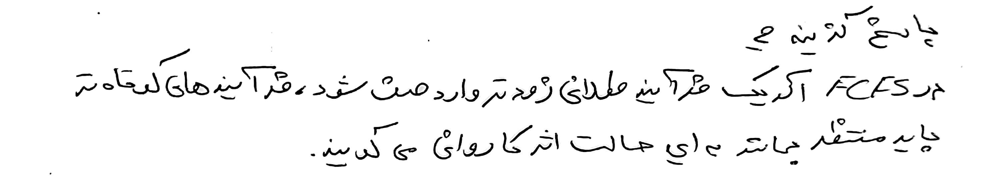 پاسخ گزینه ج
در FCFS اگر یک فرآیند طولانی زودتر وارد صف شود، فرآیندهای کوتاه تر
باید منتظر بمانند به این حالت اثر کاروانی می گویند.